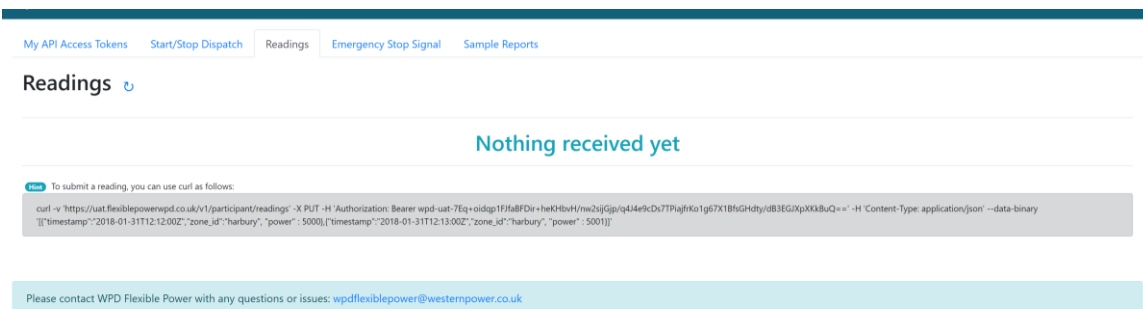 My API Access Tokens Start/Stop Dispatch Readings Emergency Stop Signal Sample Reports
Readings ↻
Nothing received yet
Hint To submit a reading, you can use curl as follows:
curl -v 'https://uat.flexiblepowerwpd.co.uk/v1/participant/readings' -X PUT -H 'Authorization: Bearer wpd-uat-7Eq+oidqp1FJfaBFDir+heKHbvH/nw2sijGjp/q4J4e9cDs7TPiajfrKo1g67X1BfsGHdty/dB3EGJXpXKkBuQ==' -H 'Content-Type: application/json' --data-binary
'[{"timestamp":"2018-01-31T12:12:00Z","zone_id":"harbury", "power" : 5000},{"timestamp":"2018-01-31T12:13:00Z","zone_id":"harbury", "power" : 5001}]'
Please contact WPD Flexible Power with any questions or issues: wpdflexiblepower@westernpower.co.uk